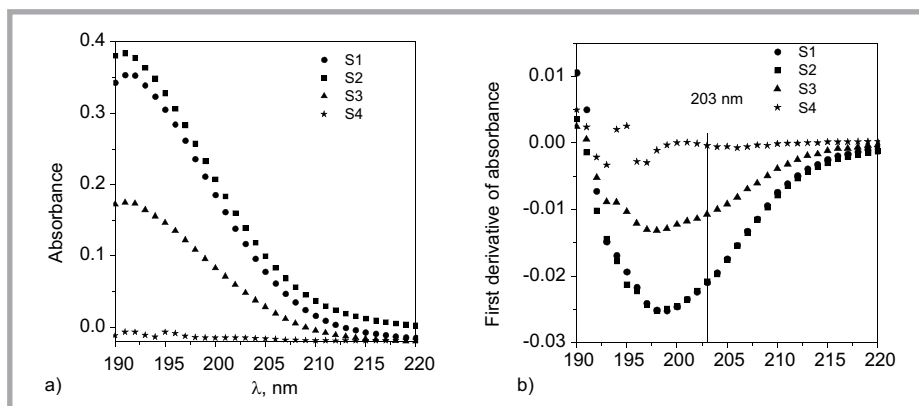 0.4
0.3
0.2
0.1
0.0
Absorbance
S1
S2
S3
S4
190 195 200 205 210 215 220
λ, nm
a)
0.01
0.00
-0.01
-0.02
-0.03
First derivative of absorbance
203 nm
S1
S2
S3
S4
190 195 200 205 210 215 220
b)